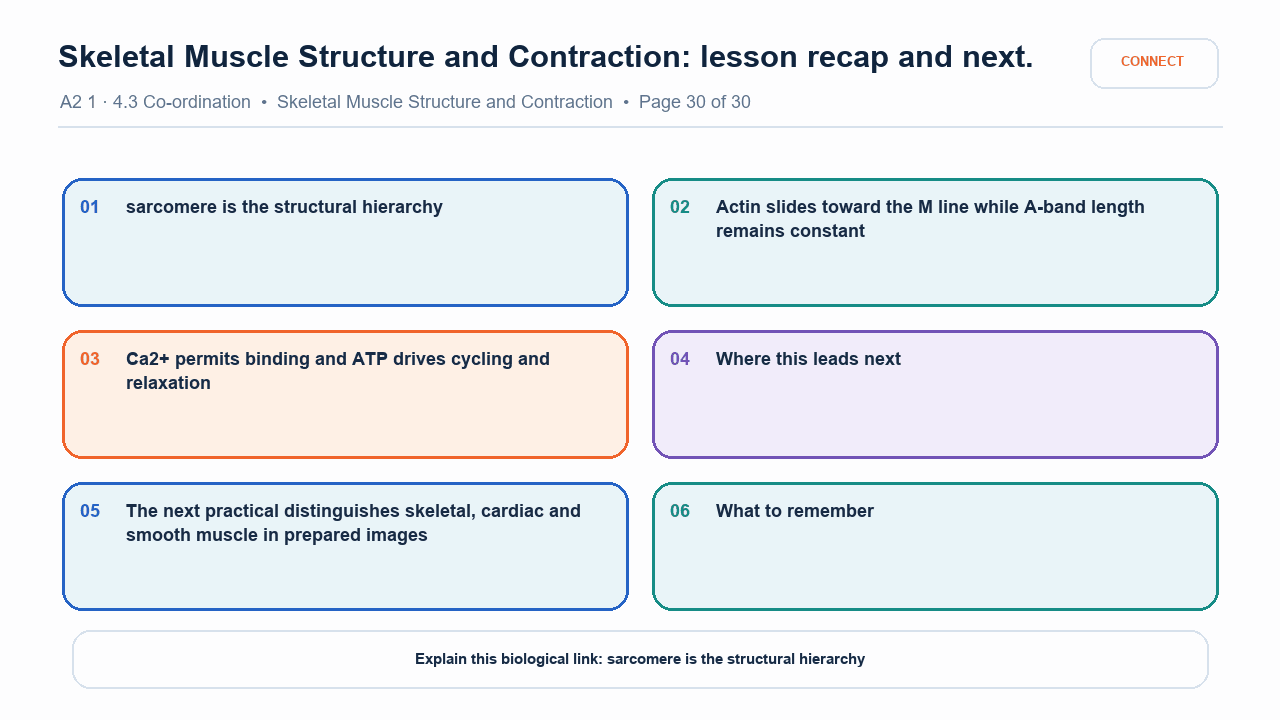 Skeletal Muscle Structure and Contraction: lesson recap and next.
CONNECT
A2 1 · 4.3 Co-ordination • Skeletal Muscle Structure and Contraction • Page 30 of 30
01 sarcomere is the structural hierarchy
02 Actin slides toward the M line while A-band length
remains constant
03 Ca2+ permits binding and ATP drives cycling and
relaxation
04 Where this leads next
05 The next practical distinguishes skeletal, cardiac and
smooth muscle in prepared images
06 What to remember
Explain this biological link: sarcomere is the structural hierarchy